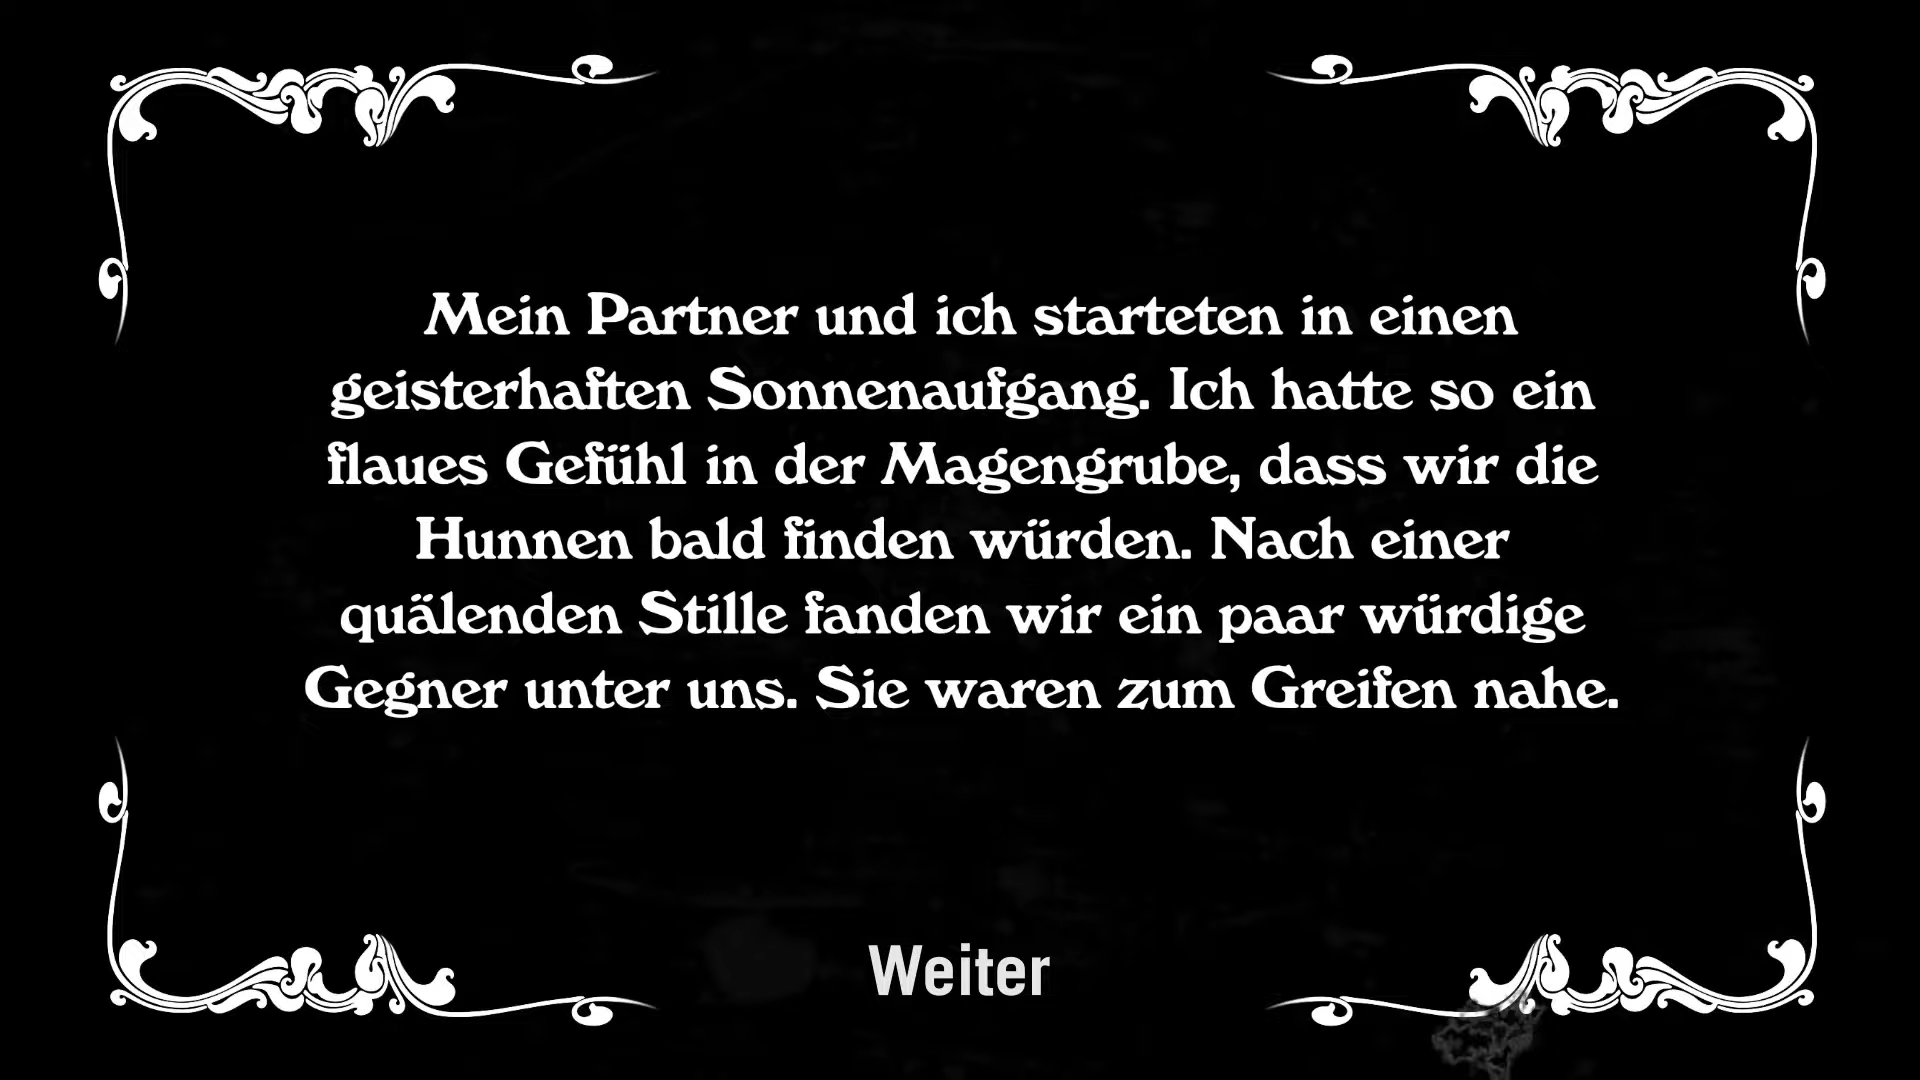 Mein Partner und ich starteten in einen
geisterhaften Sonnenaufgang. Ich hatte so ein
flaues Gefühl in der Magengrube, dass wir die
Hunnen bald finden würden. Nach einer
quälenden Stille fanden wir ein paar würdige
Gegner unter uns. Sie waren zum Greifen nahe.
Weiter